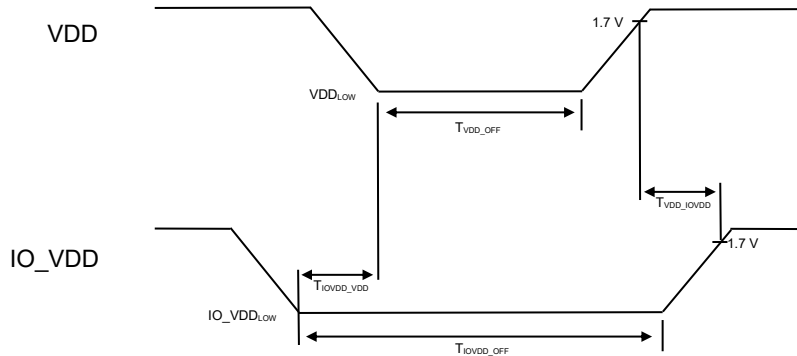 VDD
1.7 V
VDDLOW
TVDD_OFF
TVDD_IOVDD
IO_VDD
1.7 V
TIOVDD_VDD
IO_VDDLOW
TIOVDD_OFF